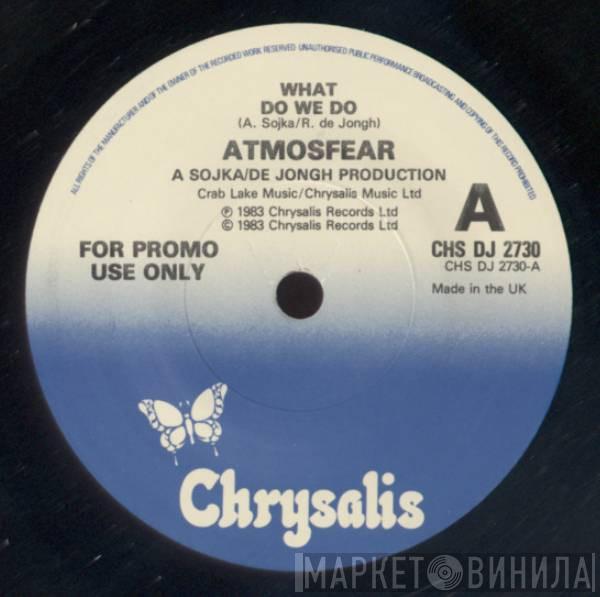 ALL RIGHTS OF THE MANUFACTURER AND OF THE OWNER OF THE RECORDED WORK RESERVED · UNAUTHORISED PUBLIC PERFORMANCE BROADCASTING AND COPYING OF THIS RECORD PROHIBITED
WHAT
DO WE DO
(A. Sojka/R. de Jongh)
ATMOSFEAR
A SOJKA/DE JONGH PRODUCTION
Crab Lake Music/Chrysalis Music Ltd
℗ 1983 Chrysalis Records Ltd
© 1983 Chrysalis Records Ltd
FOR PROMO
USE ONLY
A
CHS DJ 2730
CHS DJ 2730-A
Made in the UK
Chrysalis
МАРКЕТ ВИНИЛА